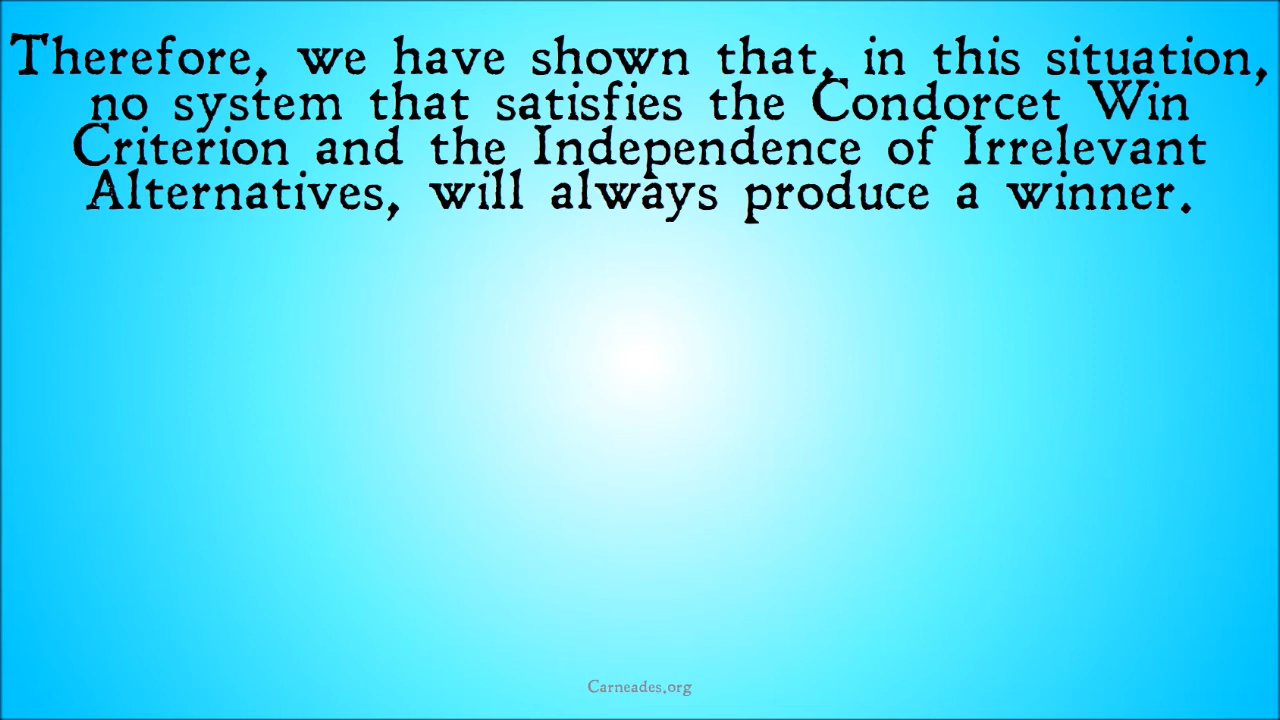 Therefore, we have shown that, in this situation,
no system that satisfies the Condorcet Win
Criterion and the Independence of Irrelevant
Alternatives, will always produce a winner.
Carneades.org